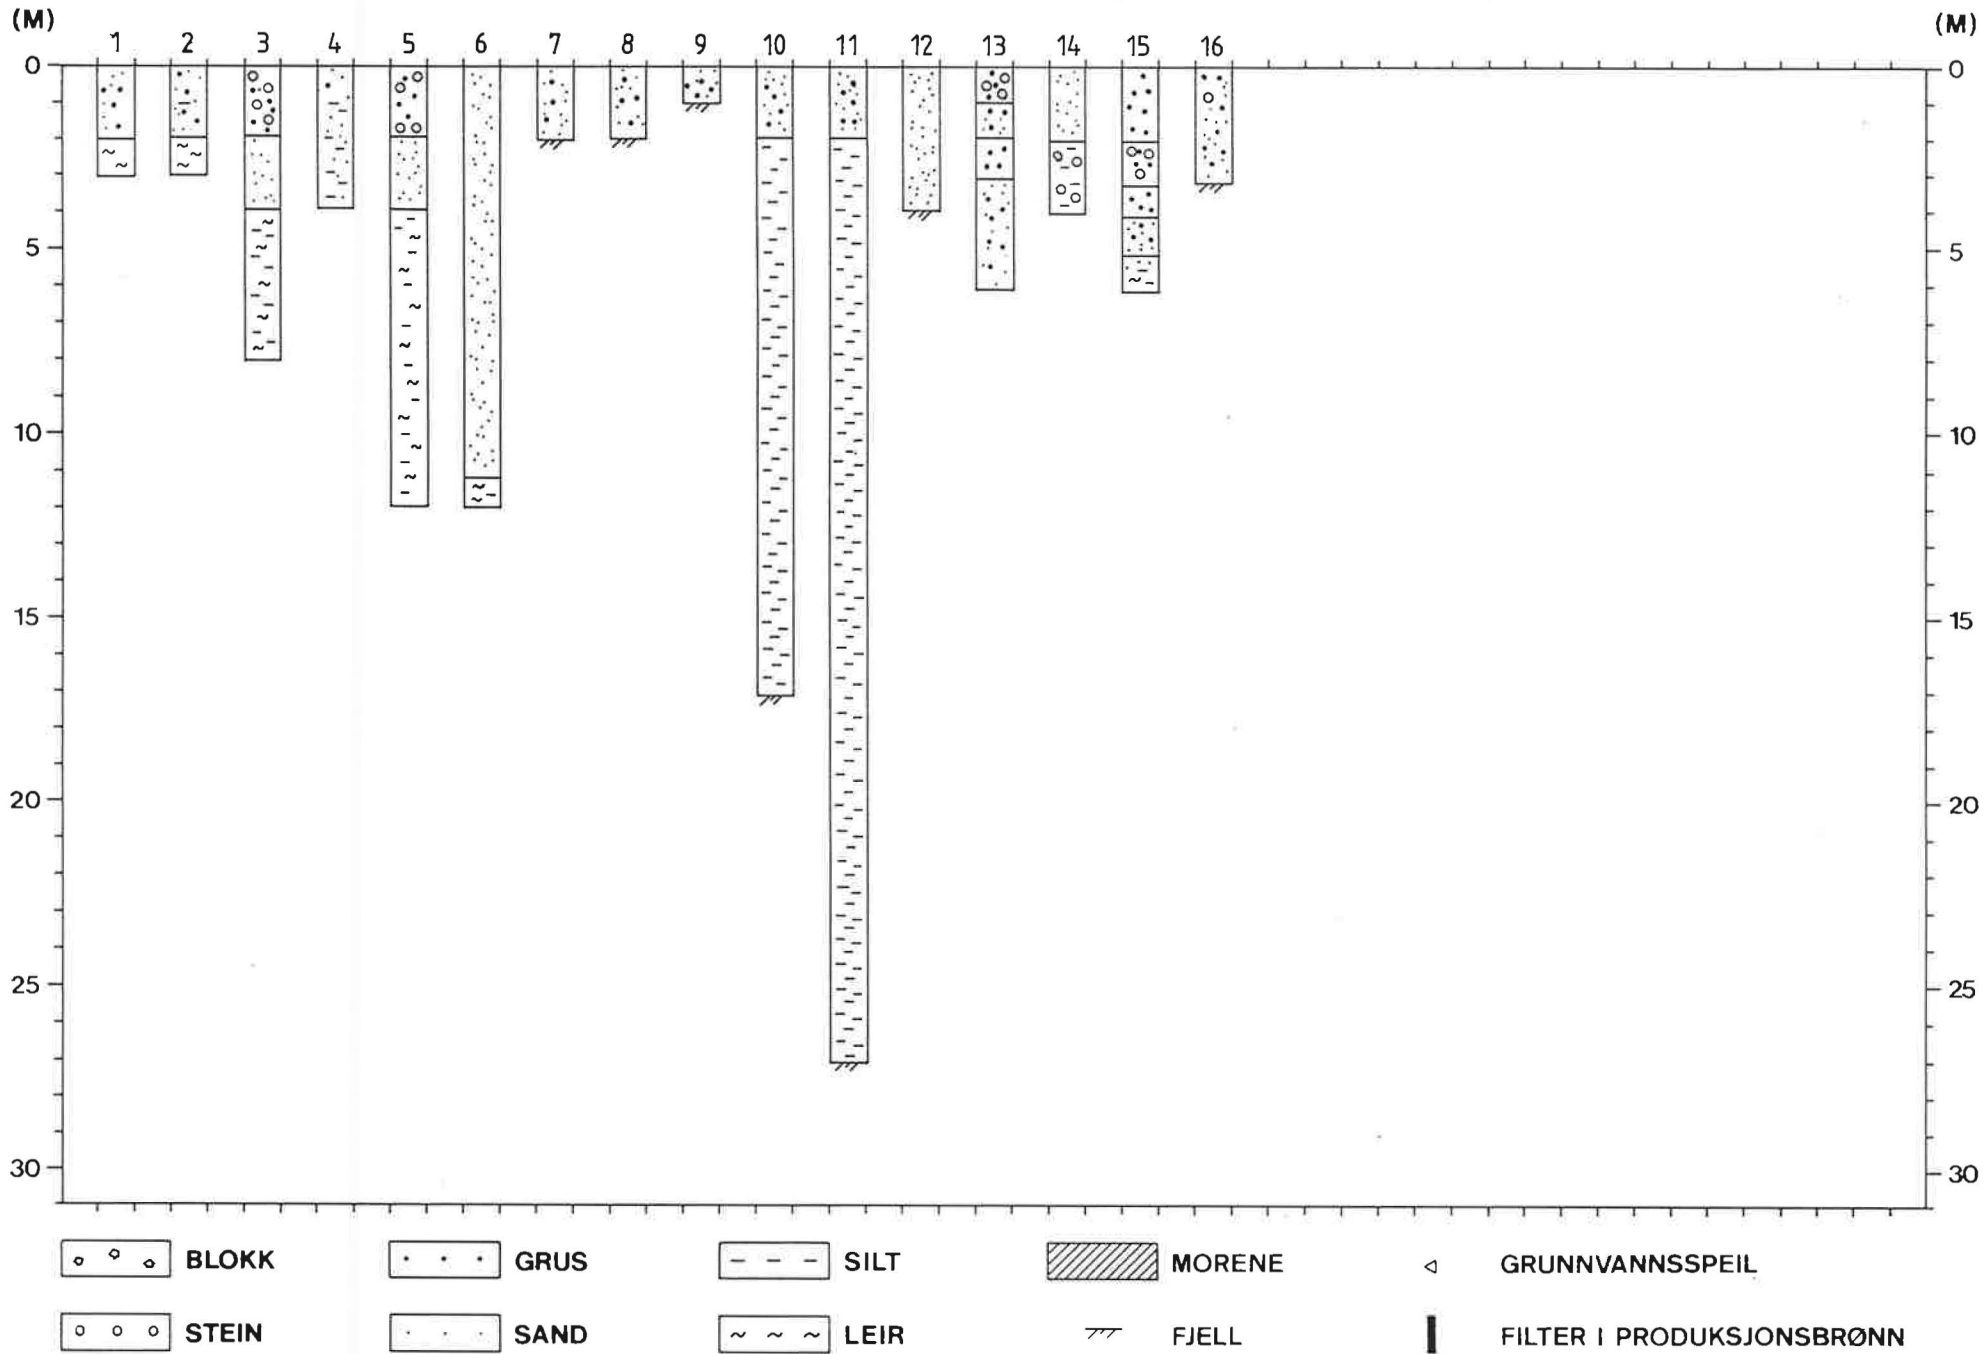 (M) (M)
1 2 3 4 5 6 7 8 9 10 11 12 13 14 15 16
0 0
5 5
10 10
15 15
20 20
25 25
30 30
BLOKK GRUS SILT MORENE GRUNNVANNSSPEIL
STEIN SAND LEIR FJELL FILTER I PRODUKSJONSBRØNN